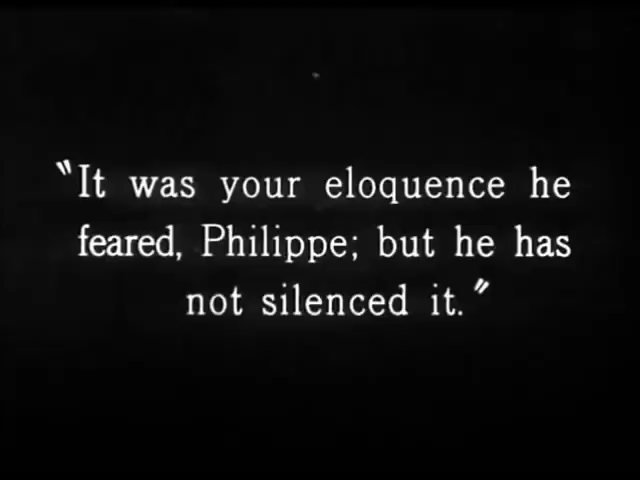 "It was your eloquence he
feared, Philippe; but he has
not silenced it."